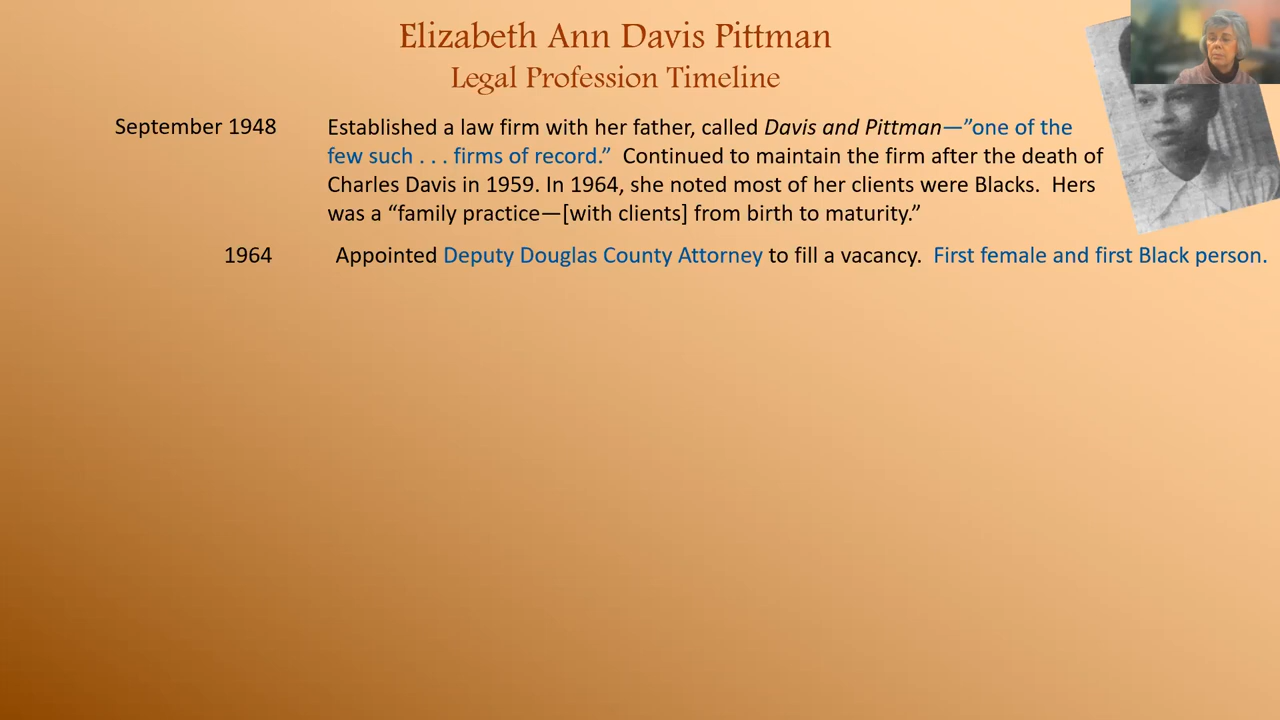 Elizabeth Ann Davis Pittman
Legal Profession Timeline
September 1948
Established a law firm with her father, called Davis and Pittman—”one of the
few such . . . firms of record.” Continued to maintain the firm after the death of
Charles Davis in 1959. In 1964, she noted most of her clients were Blacks. Hers
was a “family practice—[with clients] from birth to maturity.”
1964
Appointed Deputy Douglas County Attorney to fill a vacancy. First female and first Black person.